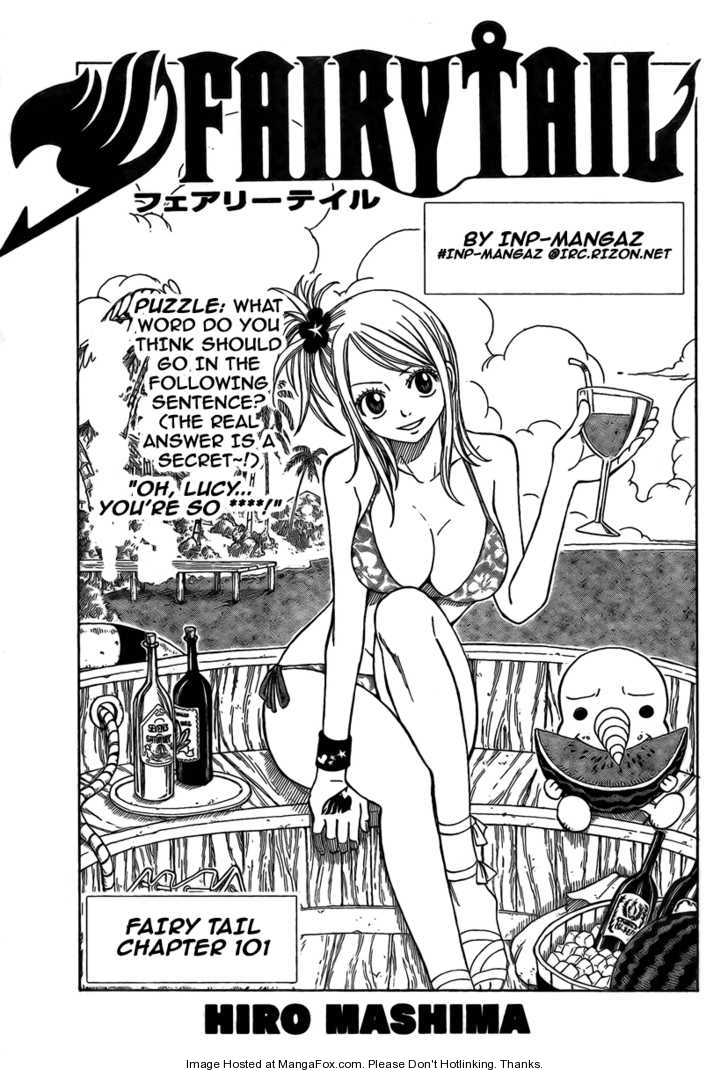 FAIRY TAIL
フェアリーテイル
BY INP-MANGAZ
#INP-MANGAZ @IRC.RIZON.NET
PUZZLE: WHAT
WORD DO YOU
THINK SHOULD
GO IN THE
FOLLOWING
SENTENCE?
(THE REAL
ANSWER IS A
SECRET~!)
"OH, LUCY...
YOU'RE SO ****!"
FAIRY TAIL
CHAPTER 101
HIRO MASHIMA
Image Hosted at MangaFox.com. Please Don't Hotlinking. Thanks.